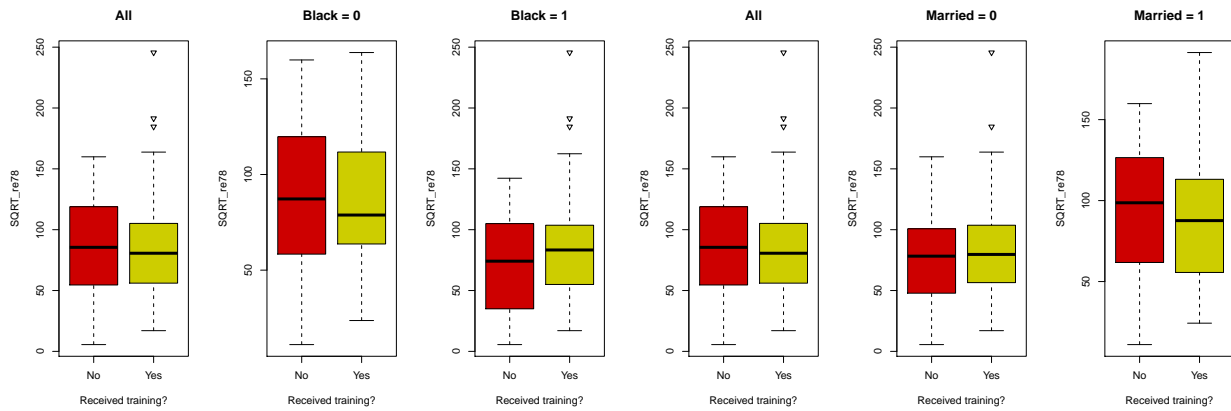 All
SQRT_re78
250
200
150
100
50
0
No Yes
Received training?
Black = 0
SQRT_re78
150
100
50
No Yes
Received training?
Black = 1
SQRT_re78
250
200
150
100
50
0
No Yes
Received training?
All
SQRT_re78
250
200
150
100
50
0
No Yes
Received training?
Married = 0
SQRT_re78
250
200
150
100
50
0
No Yes
Received training?
Married = 1
SQRT_re78
150
100
50
No Yes
Received training?